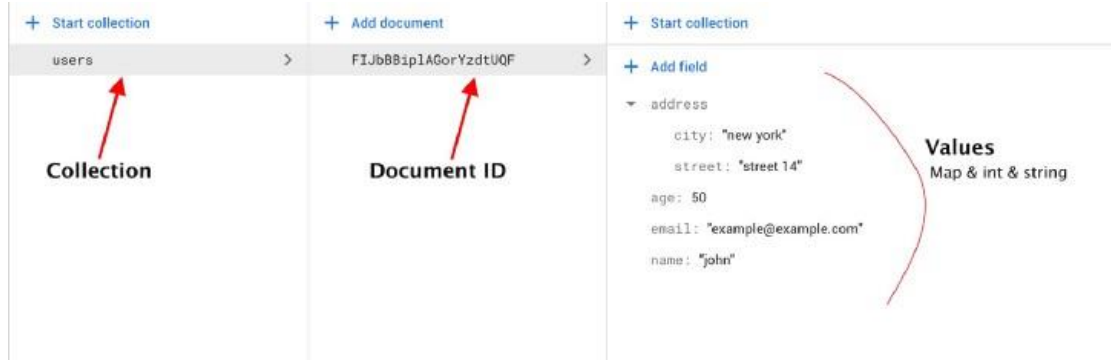 + Start collection
users >
Collection
+ Add document
FIJbBBiplAGorYzdtUQF >
Document ID
+ Start collection
+ Add field
address
city: "new york"
street: "street 14"
age: 50
email: "example@example.com"
name: "john"
Values
Map & int & string